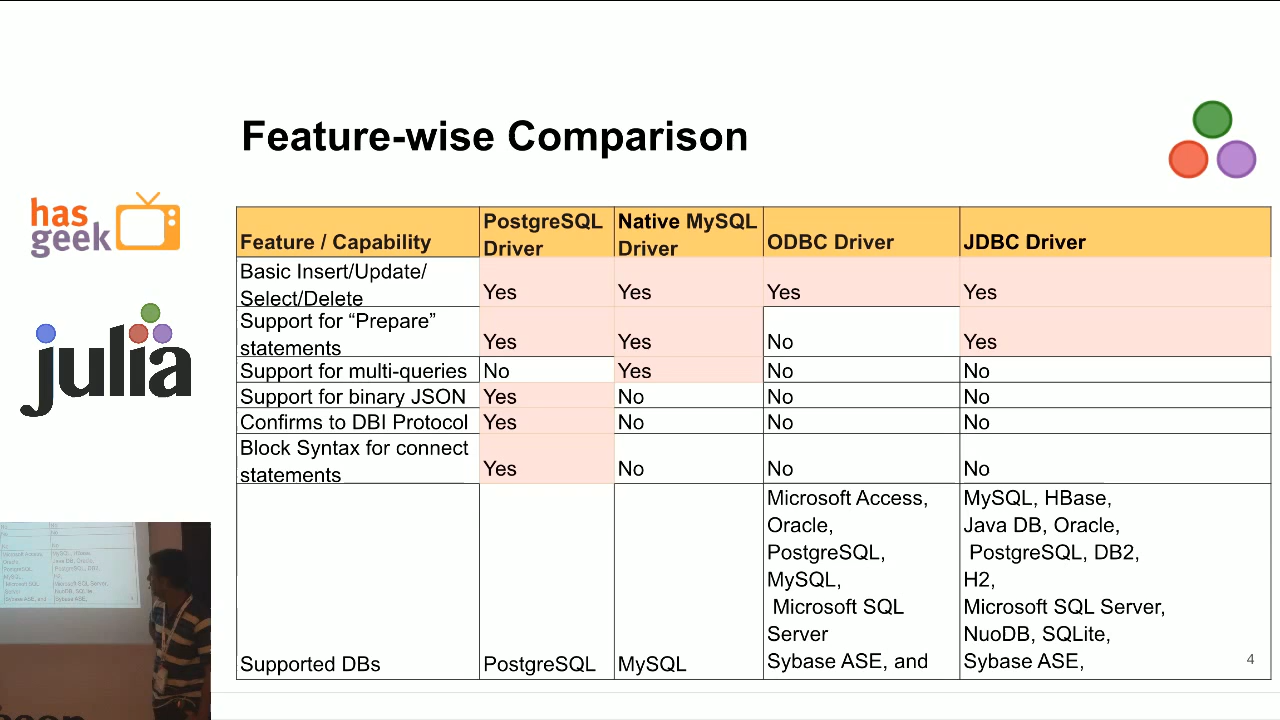 Feature-wise Comparison
has
geek
julia
Feature / Capability
PostgreSQL
Driver
Native MySQL
Driver
ODBC Driver
JDBC Driver
Basic Insert/Update/
Select/Delete
Yes
Yes
Yes
Yes
Support for “Prepare”
statements
Yes
Yes
No
Yes
Support for multi-queries
No
Yes
No
No
Support for binary JSON
Yes
No
No
No
Confirms to DBI Protocol
Yes
No
No
No
Block Syntax for connect
statements
Yes
No
No
No
Supported DBs
PostgreSQL
MySQL
Microsoft Access,
Oracle,
PostgreSQL,
MySQL,
Microsoft SQL
Server
Sybase ASE, and
MySQL, HBase,
Java DB, Oracle,
PostgreSQL, DB2,
H2,
Microsoft SQL Server,
NuoDB, SQLite,
Sybase ASE,
4